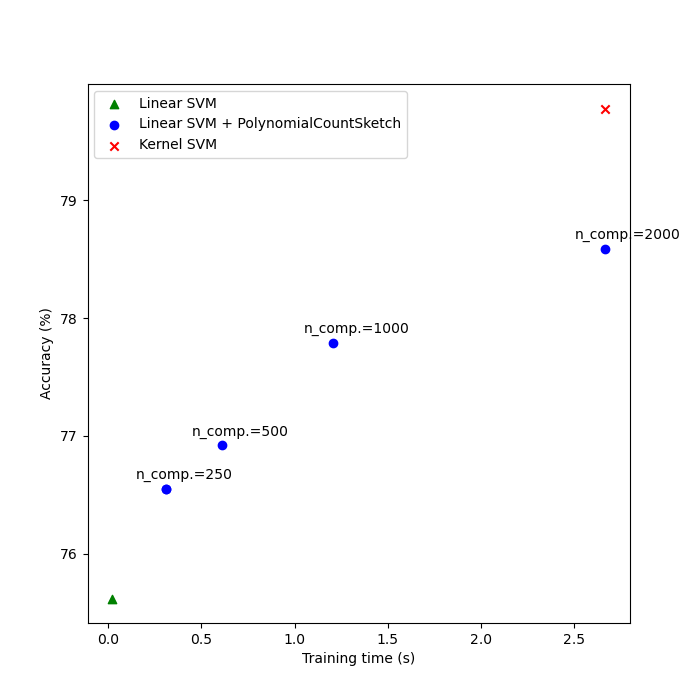 Linear SVM
Linear SVM + PolynomialCountSketch
Kernel SVM
79
n_comp.=2000
78
n_comp.=1000
Accuracy (%)
77
n_comp.=500
n_comp.=250
76
0.0 0.5 1.0 1.5 2.0 2.5
Training time (s)